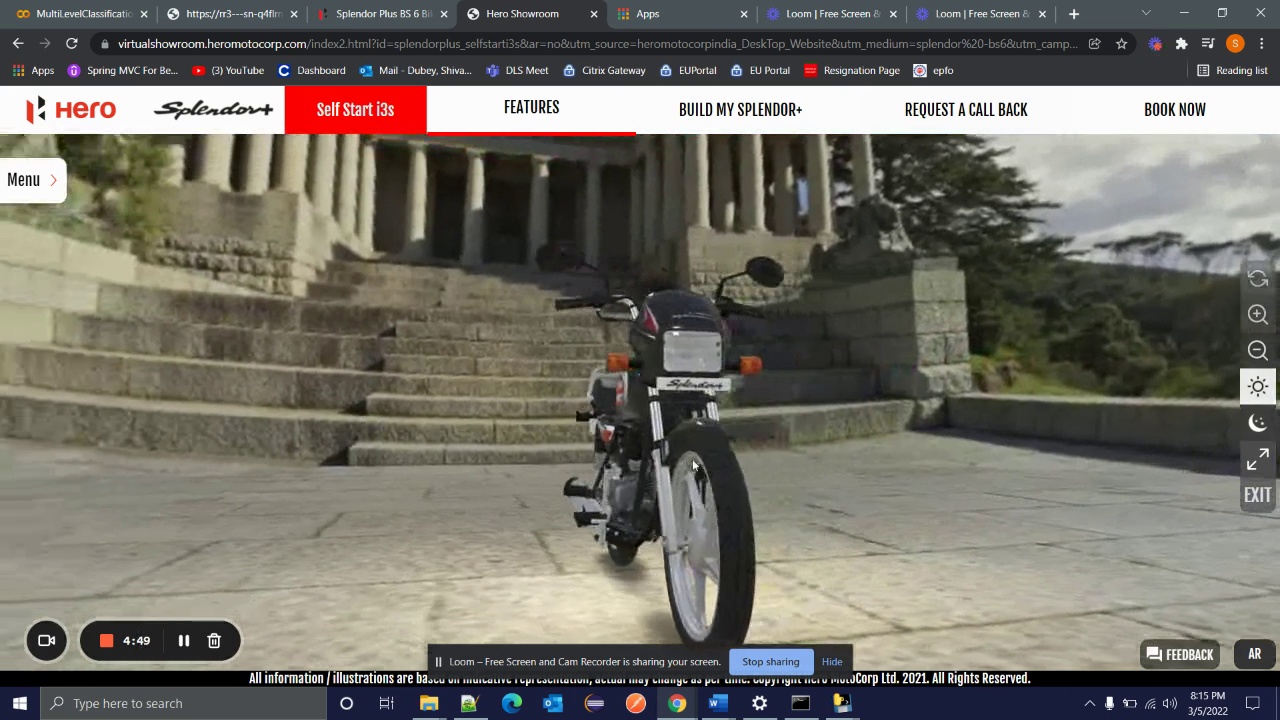 MultiLevelClassificatio
https://rr3---sn-q4flrn
Splendor Plus BS 6 Bik
Hero Showroom
Apps
Loom | Free Screen &
Loom | Free Screen &
virtualshowroom.heromotocorp.com/index2.html?id=splendorplus_selfstarti3s&at=no&utm_source=heromotocorpindia_DeskTop_Website&utm_medium=splendor%20-bs6&utm_camp...
S
Apps
Spring MVC For Be...
(3) YouTube
Dashboard
Mail - Dubey, Shiva...
DLS Meet
Citrix Gateway
EUPortal
EU Portal
Resignation Page
epfo
Reading list
Hero
Splendor+
Self Start i3s
FEATURES
BUILD MY SPLENDOR+
REQUEST A CALL BACK
BOOK NOW
Menu
Splendor+
EXIT
4:49
Loom – Free Screen and Cam Recorder is sharing your screen.
Stop sharing
Hide
FEEDBACK
AR
All information / illustrations are based on indicative representation, actual may change as per time. Copyright Hero MotoCorp Ltd. 2021. All Rights Reserved.
Type here to search
8:15 PM
3/5/2022